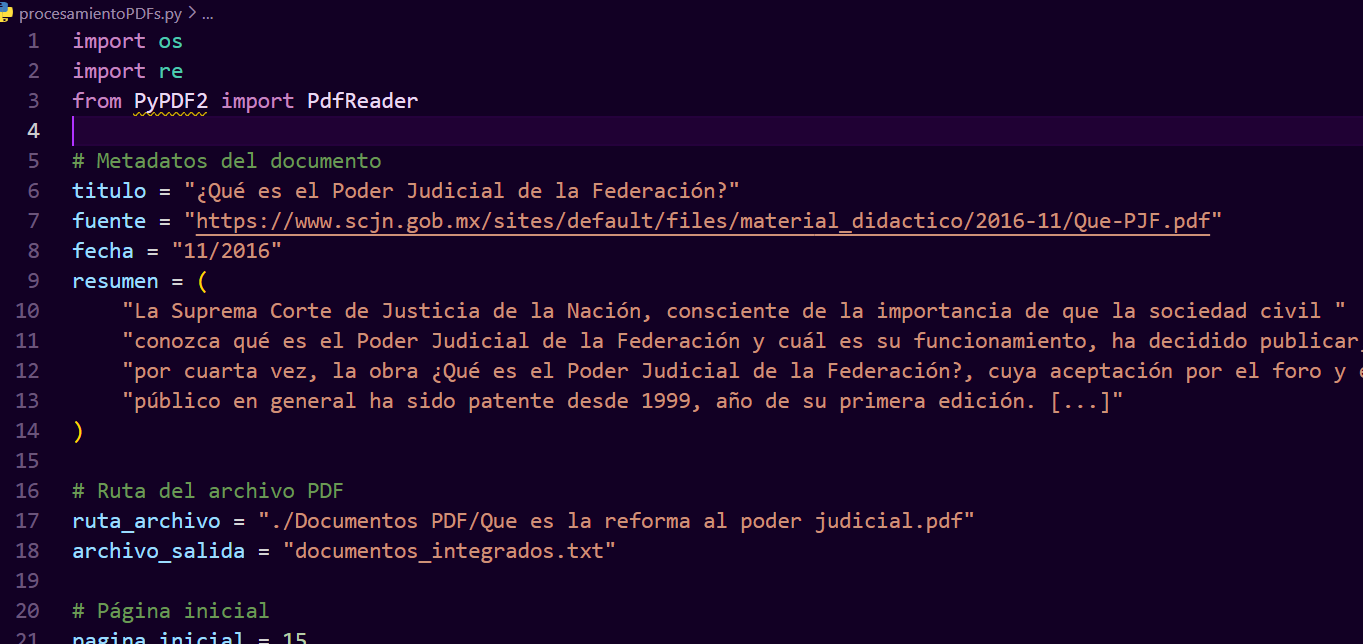 procesamientoPDFs.py > ...
1 import os
2 import re
3 from PyPDF2 import PdfReader
4
5 # Metadatos del documento
6 titulo = "¿Qué es el Poder Judicial de la Federación?"
7 fuente = "https://www.scjn.gob.mx/sites/default/files/material_didactico/2016-11/Que-PJF.pdf"
8 fecha = "11/2016"
9 resumen = (
10 "La Suprema Corte de Justicia de la Nación, consciente de la importancia de que la sociedad civil "
11 "conozca qué es el Poder Judicial de la Federación y cuál es su funcionamiento, ha decidido publicar,
12 "por cuarta vez, la obra ¿Qué es el Poder Judicial de la Federación?, cuya aceptación por el foro y
13 "público en general ha sido patente desde 1999, año de su primera edición. [...]"
14 )
15
16 # Ruta del archivo PDF
17 ruta_archivo = "./Documentos PDF/Que es la reforma al poder judicial.pdf"
18 archivo_salida = "documentos_integrados.txt"
19
20 # Página inicial
21 pagina_inicial = 15